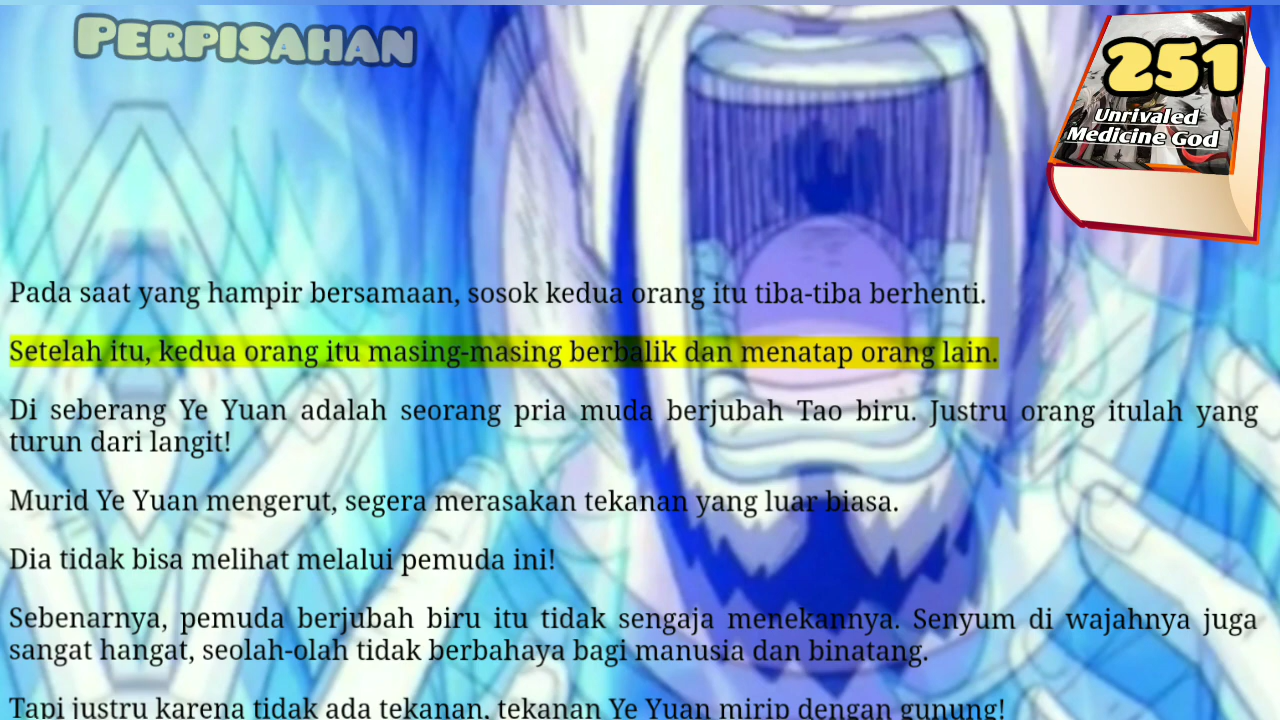 PERPISAHAN
251
Unrivaled
Medicine God
Pada saat yang hampir bersamaan, sosok kedua orang itu tiba-tiba berhenti.
Setelah itu, kedua orang itu masing-masing berbalik dan menatap orang lain.
Di seberang Ye Yuan adalah seorang pria muda berjubah Tao biru. Justru orang itulah yang
turun dari langit!
Murid Ye Yuan mengerut, segera merasakan tekanan yang luar biasa.
Dia tidak bisa melihat melalui pemuda ini!
Sebenarnya, pemuda berjubah biru itu tidak sengaja menekannya. Senyum di wajahnya juga
sangat hangat, seolah-olah tidak berbahaya bagi manusia dan binatang.
Tapi justru karena tidak ada tekanan, tekanan Ye Yuan mirip dengan gunung!